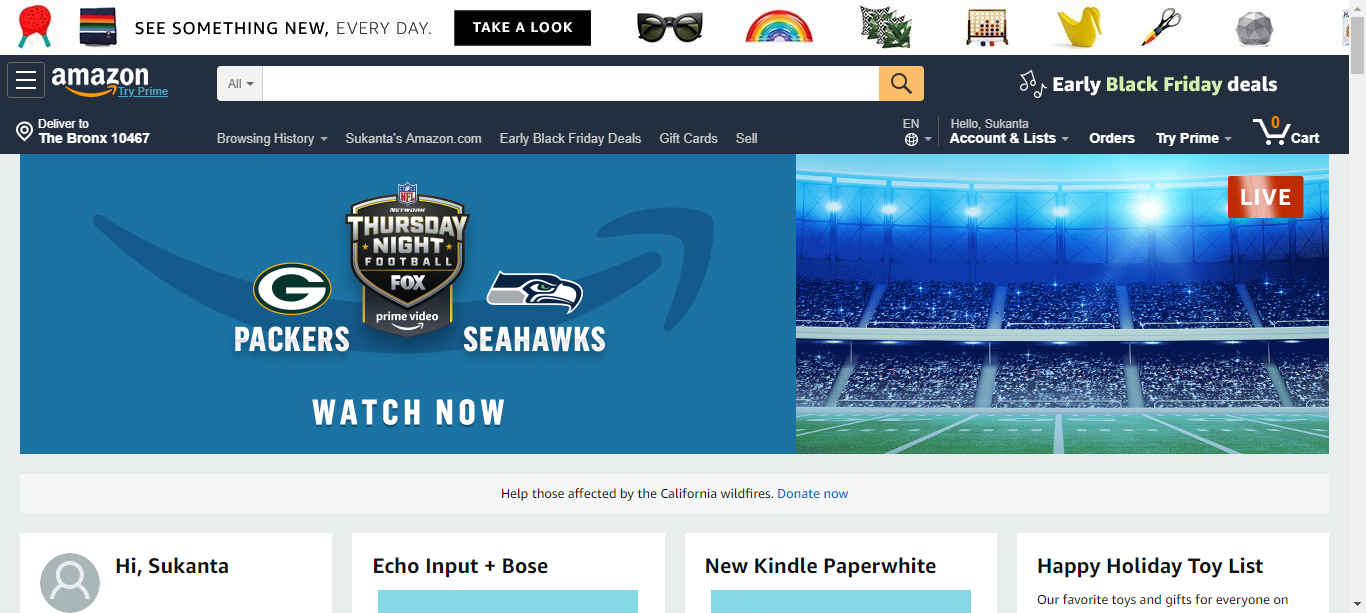 SEE SOMETHING NEW, EVERY DAY. TAKE A LOOK
amazon
Try Prime
All
Early Black Friday deals
Deliver to
The Bronx 10467
Browsing History Sukanta's Amazon.com Early Black Friday Deals Gift Cards Sell
EN
Hello, Sukanta
Account & Lists Orders Try Prime 0 Cart
LIVE
NFL
NETWORK
THURSDAY
NIGHT
FOOTBALL
FOX
prime video
G
PACKERS SEAHAWKS
WATCH NOW
Help those affected by the California wildfires. Donate now
Hi, Sukanta
Echo Input + Bose
New Kindle Paperwhite
Happy Holiday Toy List
Our favorite toys and gifts for everyone on